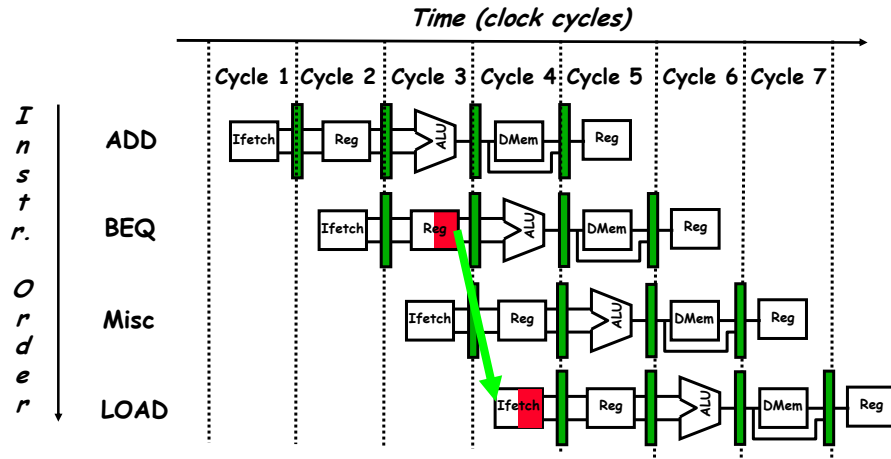 Time (clock cycles)
Cycle 1 Cycle 2 Cycle 3 Cycle 4 Cycle 5 Cycle 6 Cycle 7
Instr. Order
ADD Ifetch Reg ALU DMem Reg
BEQ Ifetch Reg ALU DMem Reg
Misc Ifetch Reg ALU DMem Reg
LOAD Ifetch Reg ALU DMem Reg